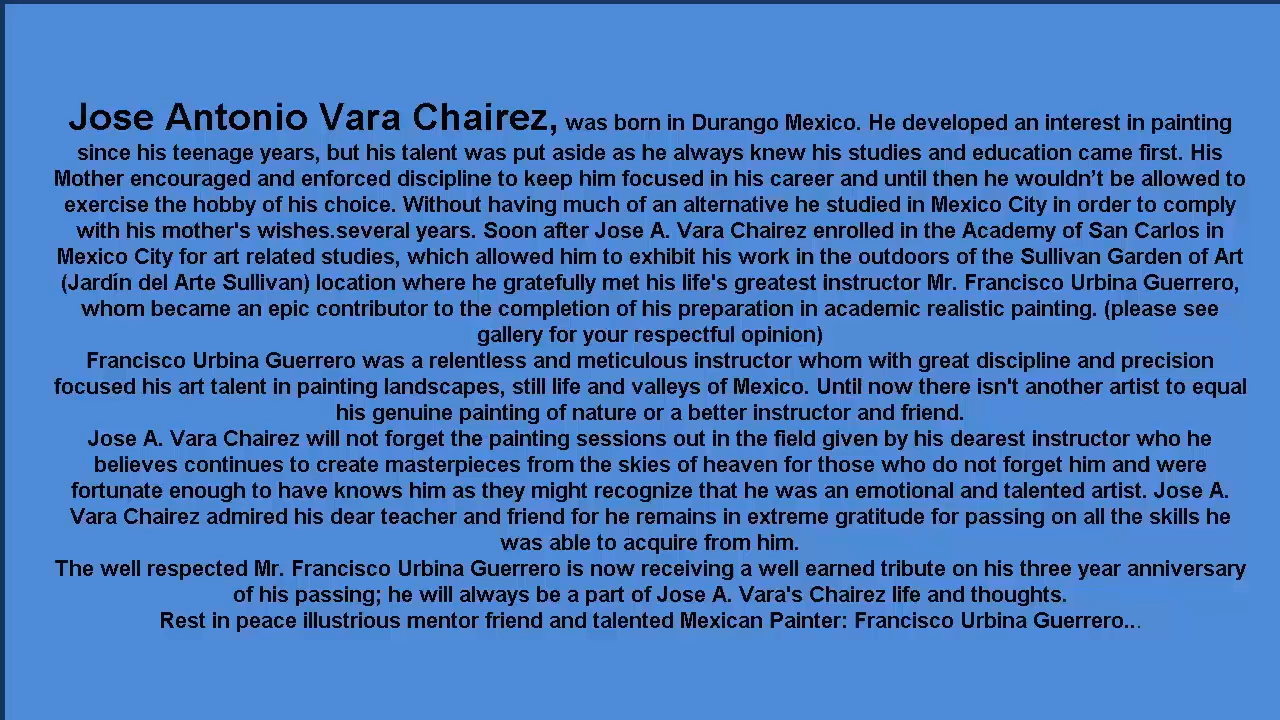 Jose Antonio Vara Chairez, was born in Durango Mexico. He developed an interest in painting
since his teenage years, but his talent was put aside as he always knew his studies and education came first. His
Mother encouraged and enforced discipline to keep him focused in his career and until then he wouldn’t be allowed to
exercise the hobby of his choice. Without having much of an alternative he studied in Mexico City in order to comply
with his mother's wishes.several years. Soon after Jose A. Vara Chairez enrolled in the Academy of San Carlos in
Mexico City for art related studies, which allowed him to exhibit his work in the outdoors of the Sullivan Garden of Art
(Jardín del Arte Sullivan) location where he gratefully met his life's greatest instructor Mr. Francisco Urbina Guerrero,
whom became an epic contributor to the completion of his preparation in academic realistic painting. (please see
gallery for your respectful opinion)
Francisco Urbina Guerrero was a relentless and meticulous instructor whom with great discipline and precision
focused his art talent in painting landscapes, still life and valleys of Mexico. Until now there isn't another artist to equal
his genuine painting of nature or a better instructor and friend.
Jose A. Vara Chairez will not forget the painting sessions out in the field given by his dearest instructor who he
believes continues to create masterpieces from the skies of heaven for those who do not forget him and were
fortunate enough to have knows him as they might recognize that he was an emotional and talented artist. Jose A.
Vara Chairez admired his dear teacher and friend for he remains in extreme gratitude for passing on all the skills he
was able to acquire from him.
The well respected Mr. Francisco Urbina Guerrero is now receiving a well earned tribute on his three year anniversary
of his passing; he will always be a part of Jose A. Vara's Chairez life and thoughts.
Rest in peace illustrious mentor friend and talented Mexican Painter: Francisco Urbina Guerrero...